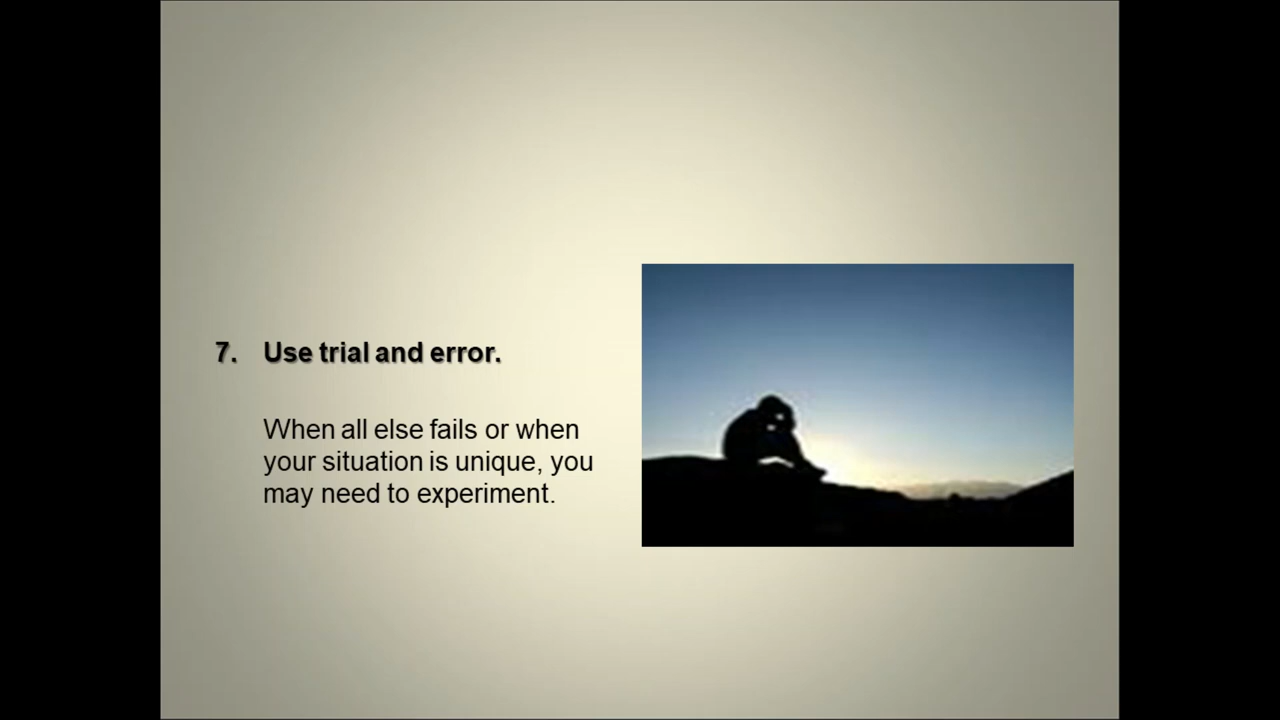 7. Use trial and error.
When all else fails or when
your situation is unique, you
may need to experiment.